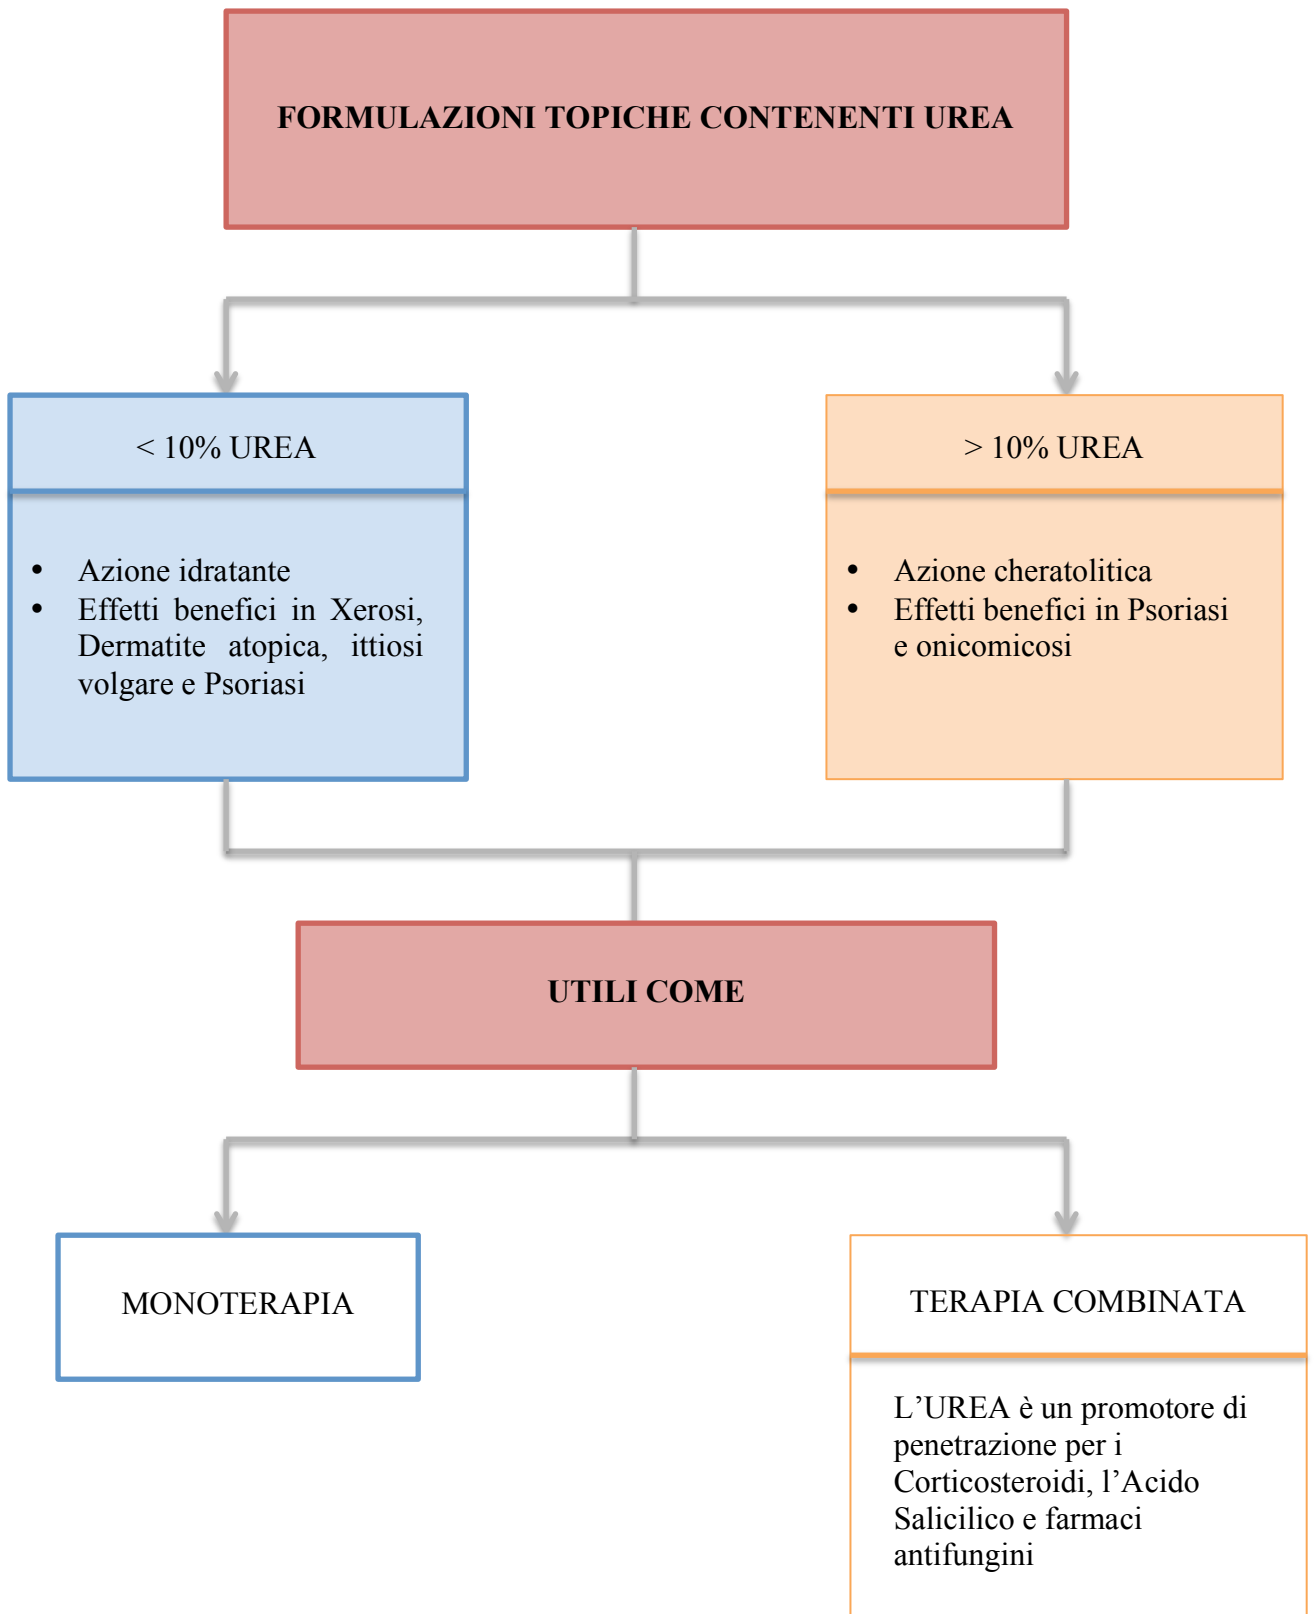 FORMULAZIONI TOPICHE CONTENENTI UREA
< 10% UREA
• Azione idratante
• Effetti benefici in Xerosi,
Dermatite atopica, ittiosi
volgare e Psoriasi
> 10% UREA
• Azione cheratolitica
• Effetti benefici in Psoriasi
e onicomicosi
UTILI COME
MONOTERAPIA
TERAPIA COMBINATA
L’UREA è un promotore di
penetrazione per i
Corticosteroidi, l’Acido
Salicilico e farmaci
antifungini